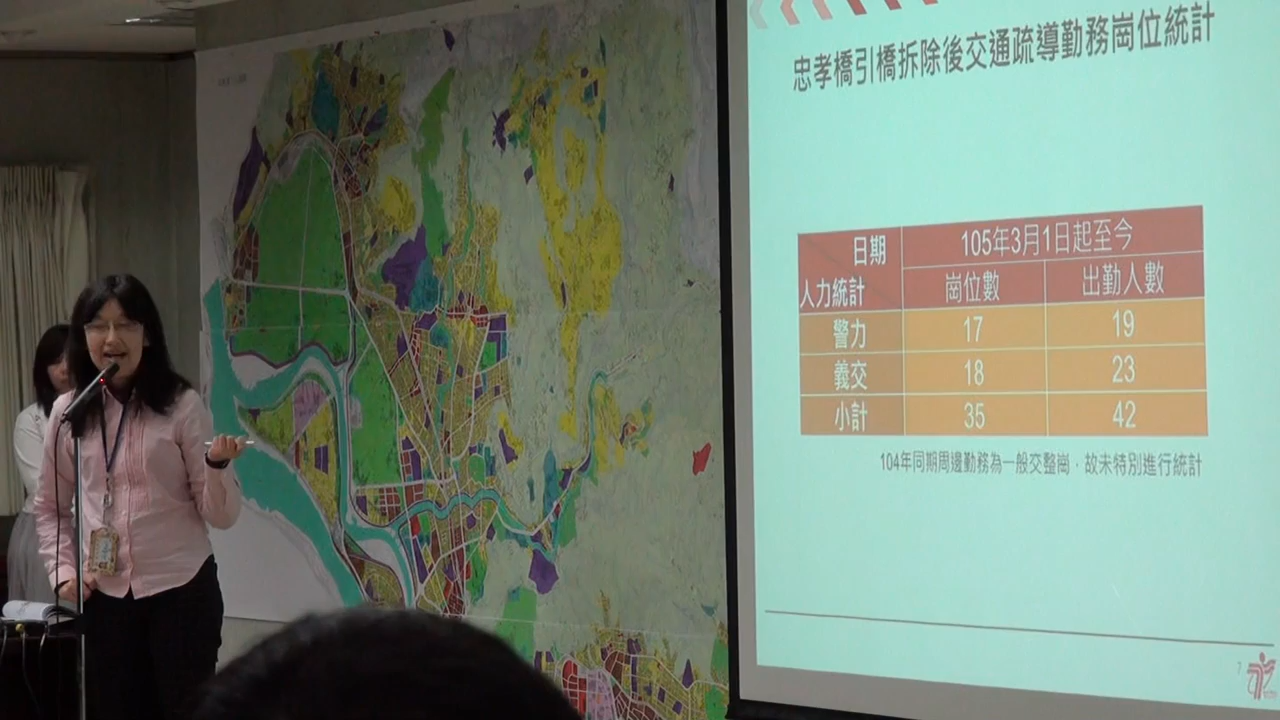 忠孝橋引橋拆除後交通疏導勤務崗位統計
日期 105年3月1日起至今
人力統計 崗位數 出勤人數
警力 17 19
義交 18 23
小計 35 42
104年同期周邊勤務為一般交整崗，故未特別進行統計
7